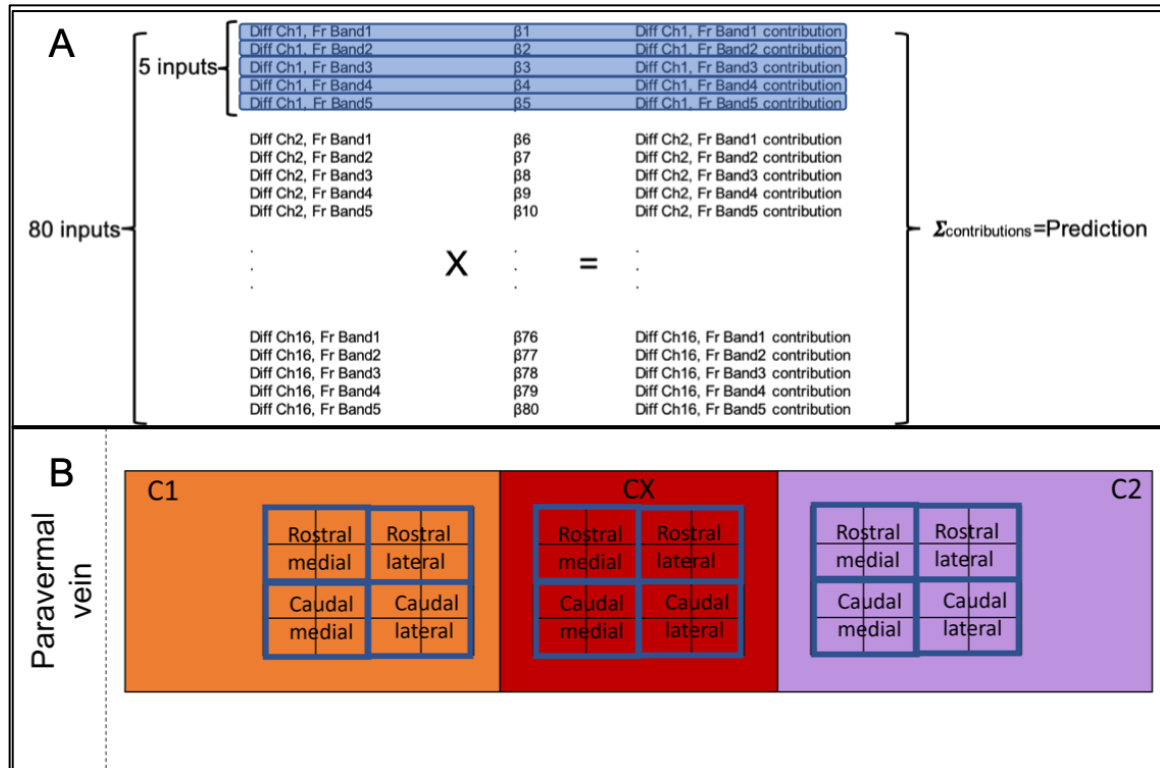 A
Diff Ch1, Fr Band1 β1 Diff Ch1, Fr Band1 contribution
Diff Ch1, Fr Band2 β2 Diff Ch1, Fr Band2 contribution
5 inputs Diff Ch1, Fr Band3 β3 Diff Ch1, Fr Band3 contribution
Diff Ch1, Fr Band4 β4 Diff Ch1, Fr Band4 contribution
Diff Ch1, Fr Band5 β5 Diff Ch1, Fr Band5 contribution
Diff Ch2, Fr Band1 β6 Diff Ch2, Fr Band1 contribution
Diff Ch2, Fr Band2 β7 Diff Ch2, Fr Band2 contribution
Diff Ch2, Fr Band3 β8 Diff Ch2, Fr Band3 contribution
Diff Ch2, Fr Band4 β9 Diff Ch2, Fr Band4 contribution
Diff Ch2, Fr Band5 β10 Diff Ch2, Fr Band5 contribution
80 inputs Σcontributions=Prediction
. . .
. X . = .
. . .
Diff Ch16, Fr Band1 β76 Diff Ch16, Fr Band1 contribution
Diff Ch16, Fr Band2 β77 Diff Ch16, Fr Band2 contribution
Diff Ch16, Fr Band3 β78 Diff Ch16, Fr Band3 contribution
Diff Ch16, Fr Band4 β79 Diff Ch16, Fr Band4 contribution
Diff Ch16, Fr Band5 β80 Diff Ch16, Fr Band5 contribution
B
Paravermal
vein
C1 CX C2
Rostral Rostral Rostral Rostral Rostral Rostral
medial lateral medial lateral medial lateral
Caudal Caudal Caudal Caudal Caudal Caudal
medial lateral medial lateral medial lateral